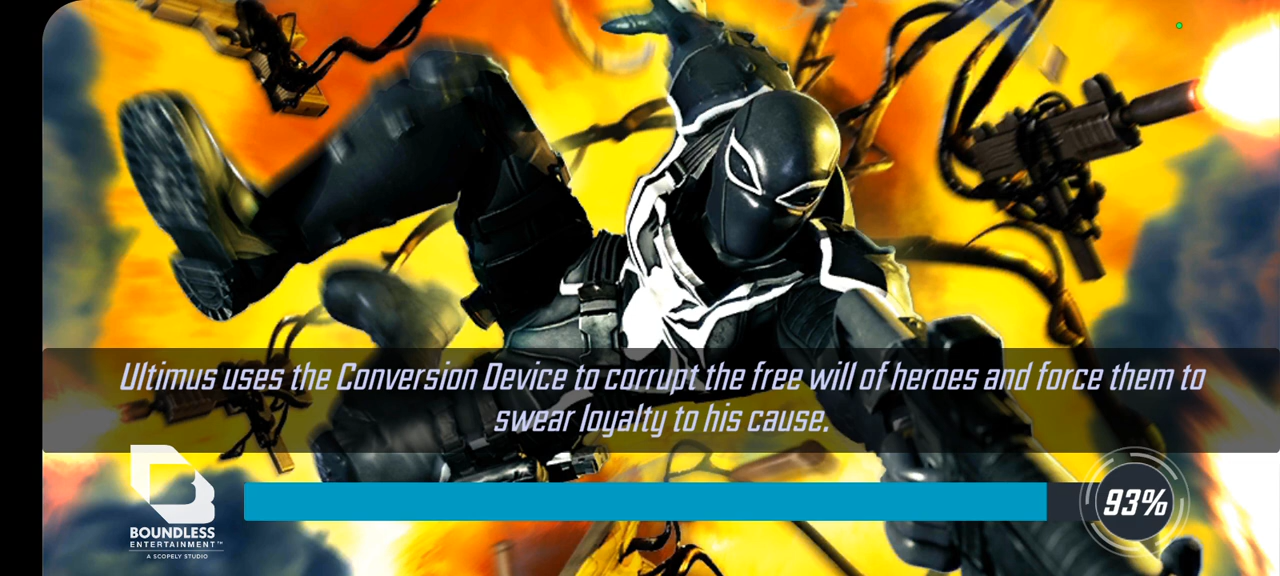 Ultimus uses the Conversion Device to corrupt the free will of heroes and force them to
swear loyalty to his cause.
93%
BOUNDLESS
ENTERTAINMENT™
A SCOPELY STUDIO